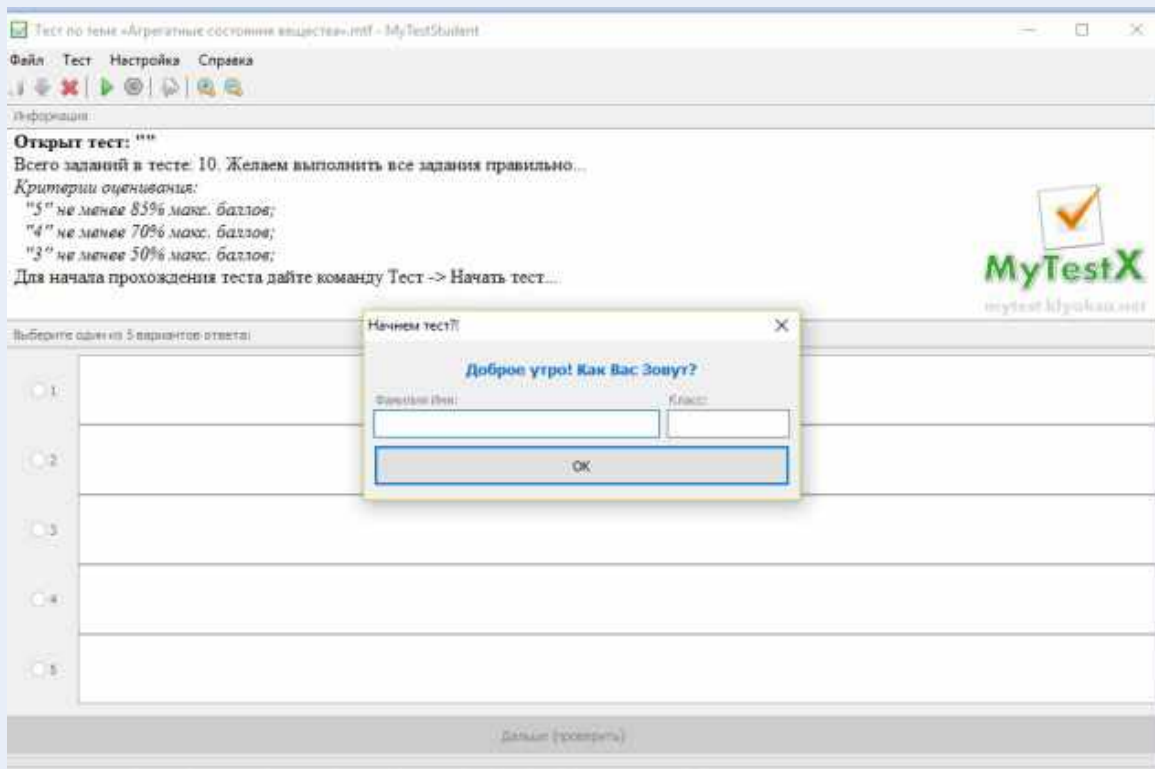 Тест по теме «Агрегатные состояния вещества».mtf - MyTestStudent
Файл Тест Настройка Справка
Информация
Открыт тест: ""
Всего заданий в тесте: 10. Желаем выполнить все задания правильно...
Критерии оценивания:
"5" не менее 85% макс. баллов;
"4" не менее 70% макс. баллов;
"3" не менее 50% макс. баллов;
Для начала прохождения теста дайте команду Тест -> Начать тест...
MyTestX
mytest.klyaksa.net
Выберите один из 5 вариантов ответа:
Начнем тест?!
Доброе утро! Как Вас Зовут?
Фамилия Имя:
Класс:
OK
1
2
3
4
5
Дальше (проверить)